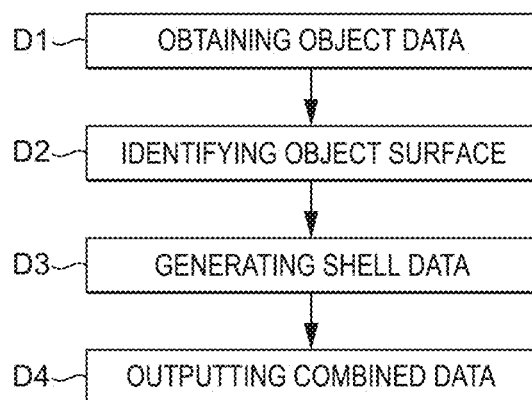 D1 OBTAINING OBJECT DATA
D2 IDENTIFYING OBJECT SURFACE
D3 GENERATING SHELL DATA
D4 OUTPUTTING COMBINED DATA